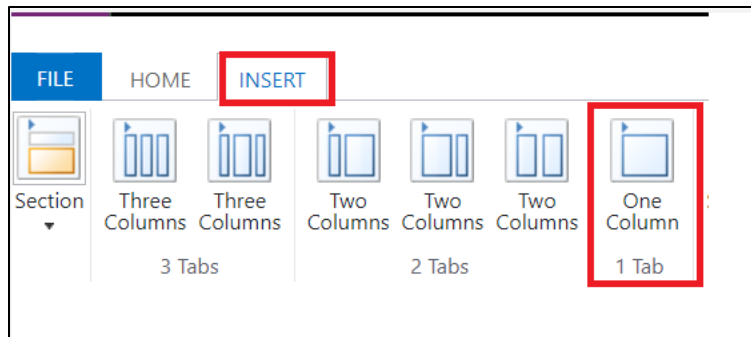 FILE HOME INSERT
Section Three Columns Three Columns Two Columns Two Columns Two Columns One Column
3 Tabs 2 Tabs 1 Tab